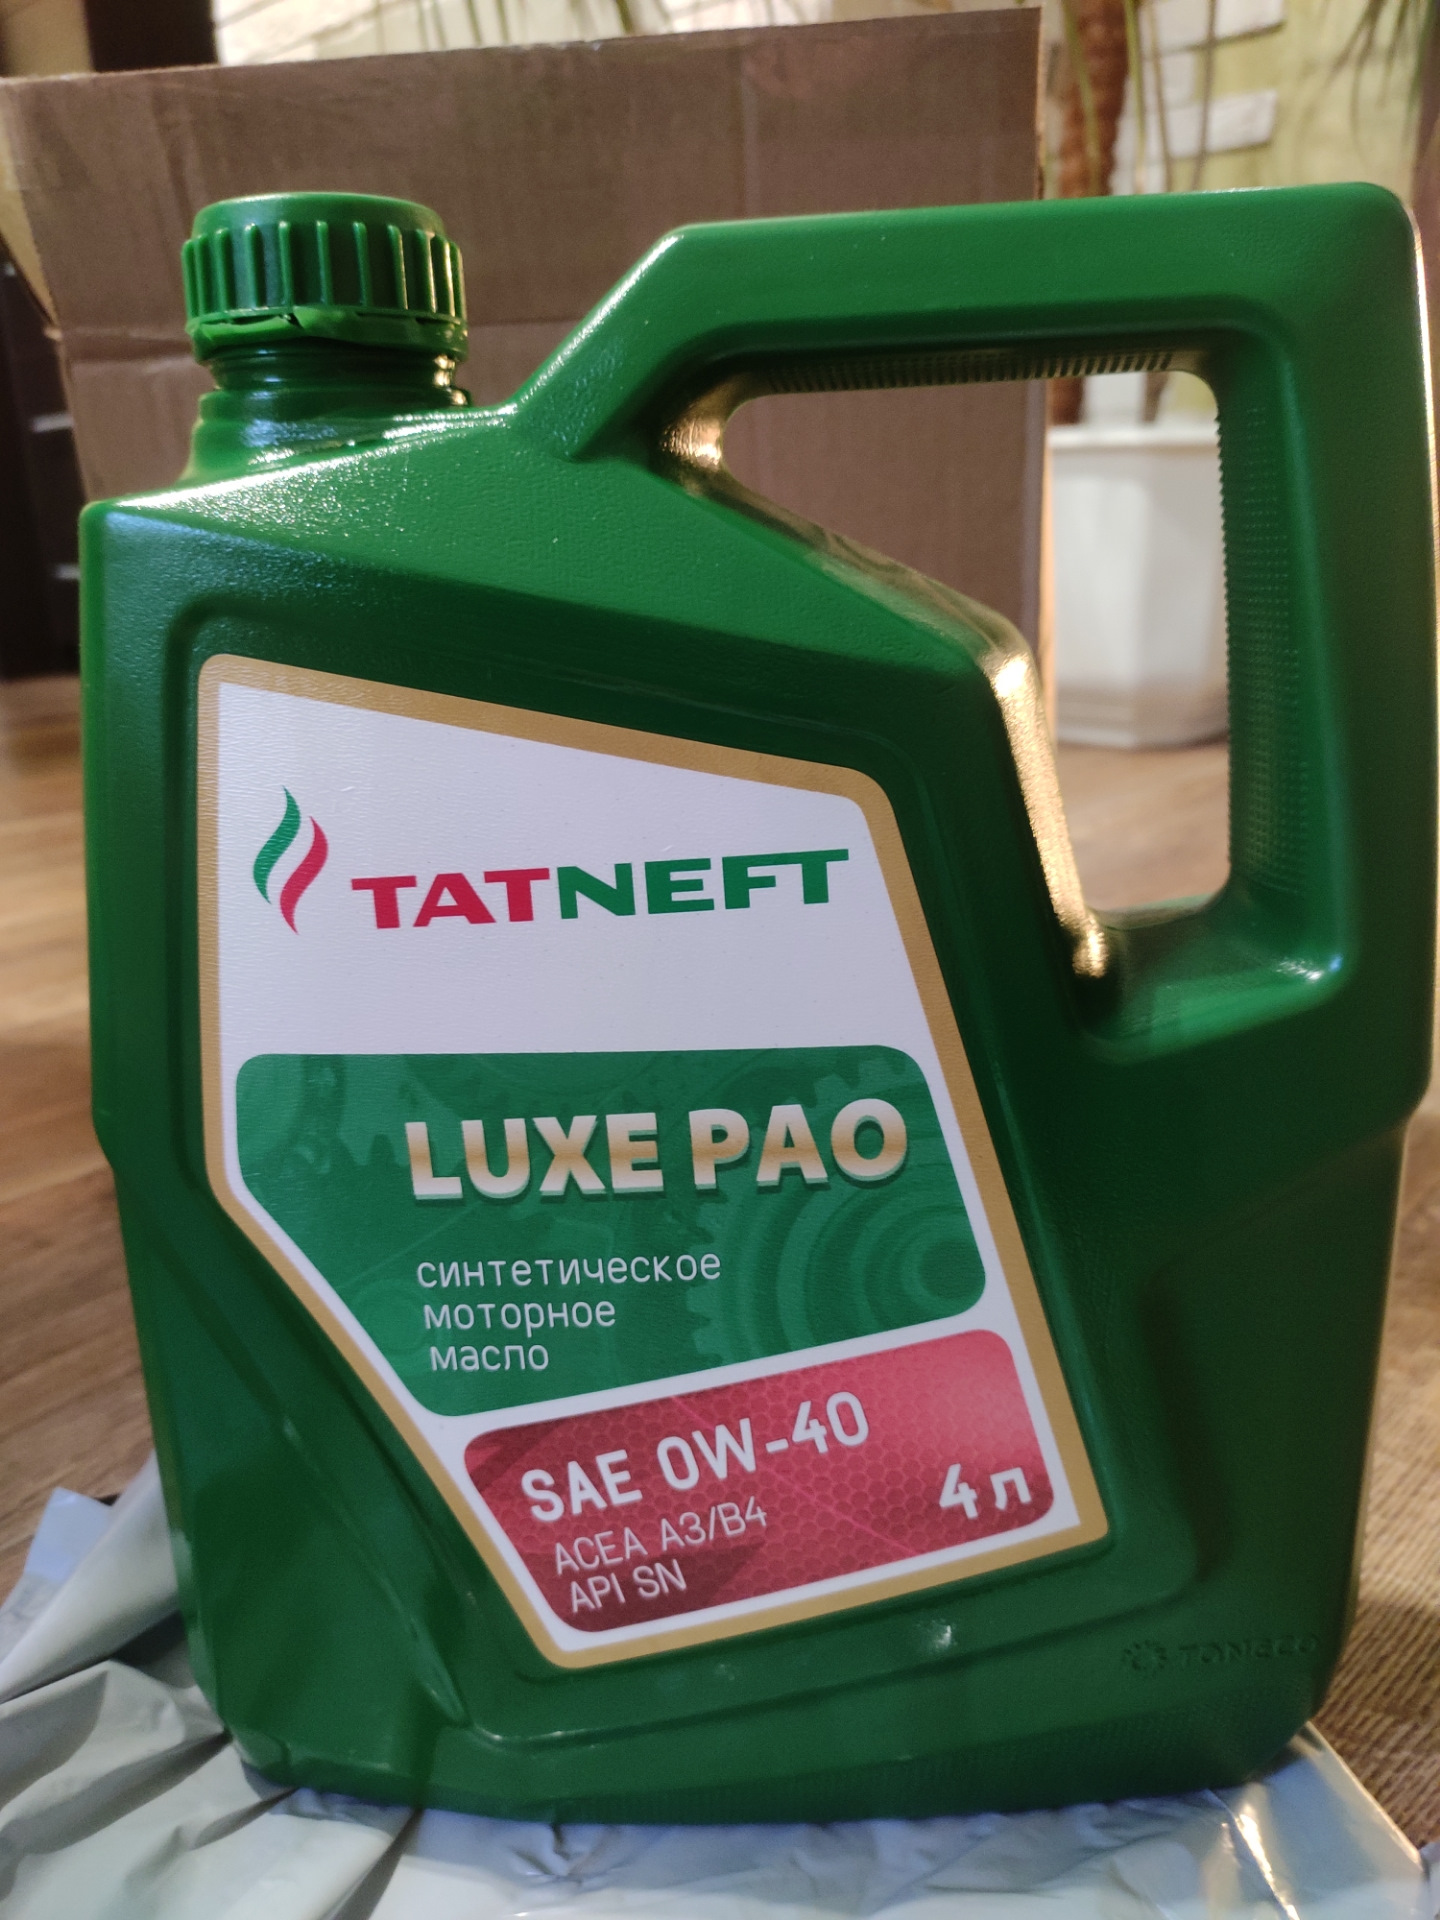 TATNEFT
LUXE PAO
синтетическое
моторное
масло
SAE 0W-40
ACEA A3/B4
API SN
4 л